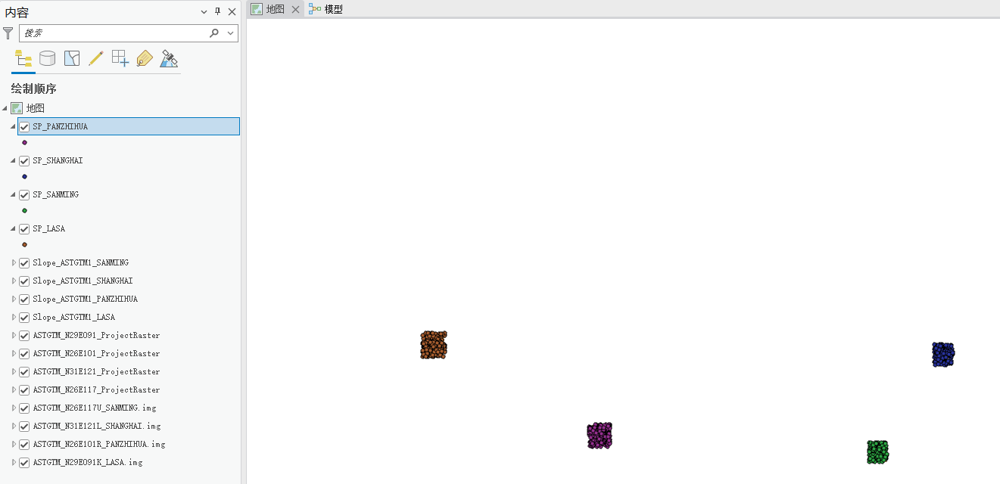 内容
搜索
绘制顺序
地图
SP_PANZHIHUA
SP_SHANGHAI
SP_SANMING
SP_LASA
Slope_ASTGTM1_SANMING
Slope_ASTGTM1_SHANGHAI
Slope_ASTGTM1_PANZHIHUA
Slope_ASTGTM1_LASA
ASTGTM_N29E091_ProjectRaster
ASTGTM_N26E101_ProjectRaster
ASTGTM_N31E121_ProjectRaster
ASTGTM_N26E117_ProjectRaster
ASTGTM_N26E117U_SANMING.img
ASTGTM_N31E121L_SHANGHAI.img
ASTGTM_N26E101R_PANZHIHUA.img
ASTGTM_N29E091K_LASA.img
地图 模型